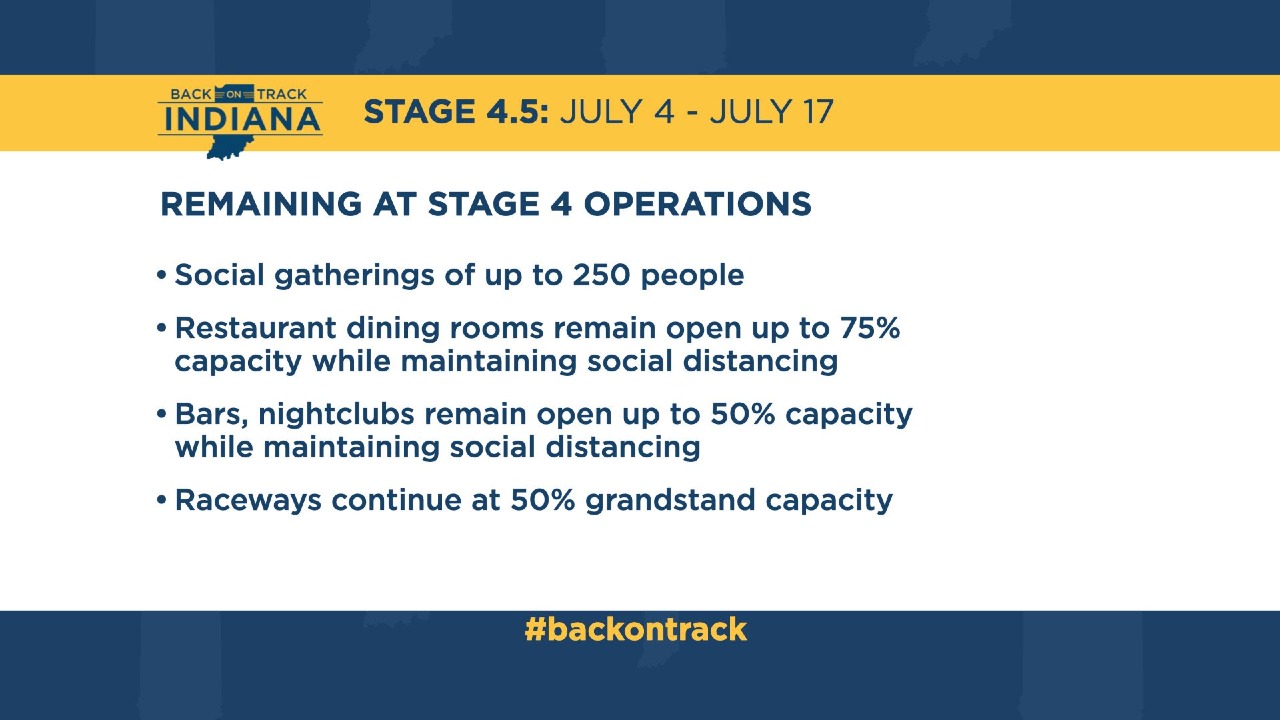 BACK ON TRACK
INDIANA
STAGE 4.5: JULY 4 - JULY 17
REMAINING AT STAGE 4 OPERATIONS
• Social gatherings of up to 250 people
• Restaurant dining rooms remain open up to 75%
capacity while maintaining social distancing
• Bars, nightclubs remain open up to 50% capacity
while maintaining social distancing
• Raceways continue at 50% grandstand capacity
#backontrack